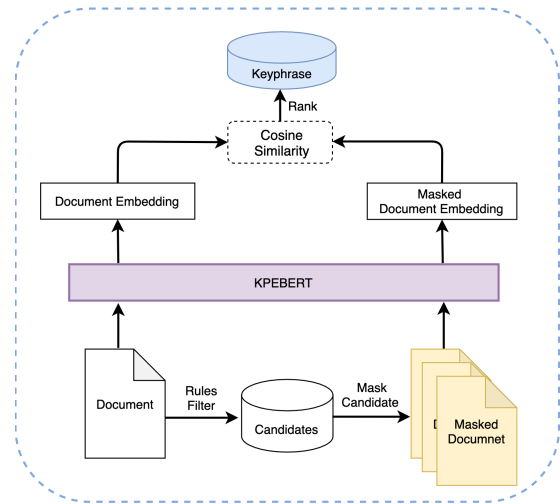 Keyphrase
Rank
Cosine
Similarity
Document Embedding
Masked
Document Embedding
KPEBERT
Document
Rules
Filter
Candidates
Mask
Candidate
Masked
Documnet